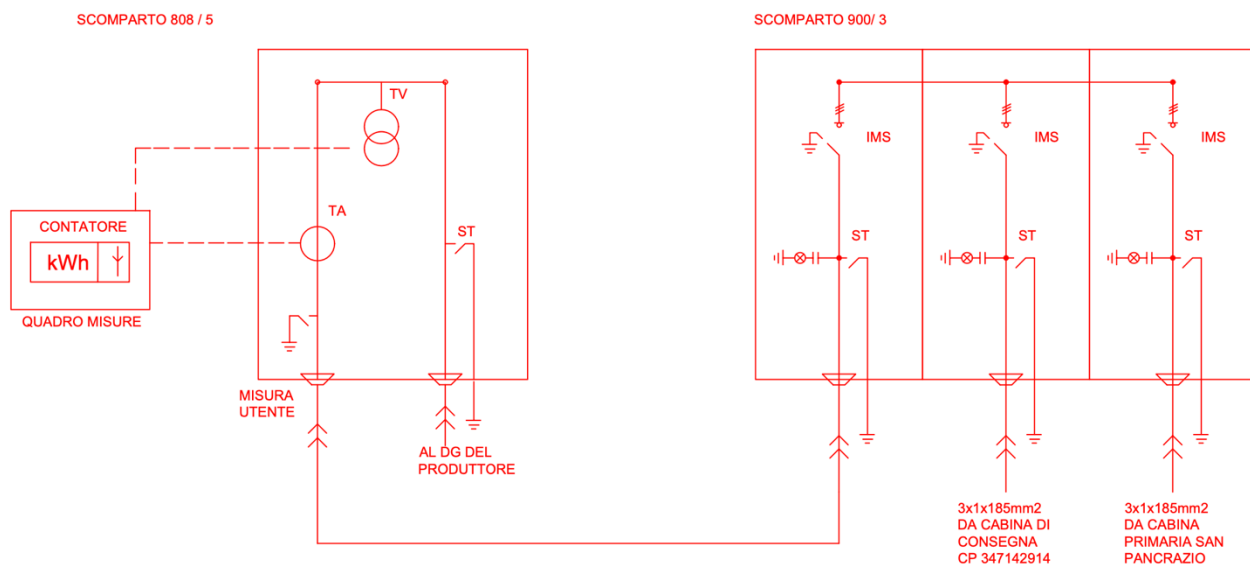 SCOMPARTO 808 / 5
SCOMPARTO 900/ 3
TV
IMS
IMS
IMS
TA
CONTATORE
kWh
QUADRO MISURE
ST
ST
ST
ST
MISURA
UTENTE
AL DG DEL
PRODUTTORE
3x1x185mm2
DA CABINA DI
CONSEGNA
CP 347142914
3x1x185mm2
DA CABINA
PRIMARIA SAN
PANCRAZIO